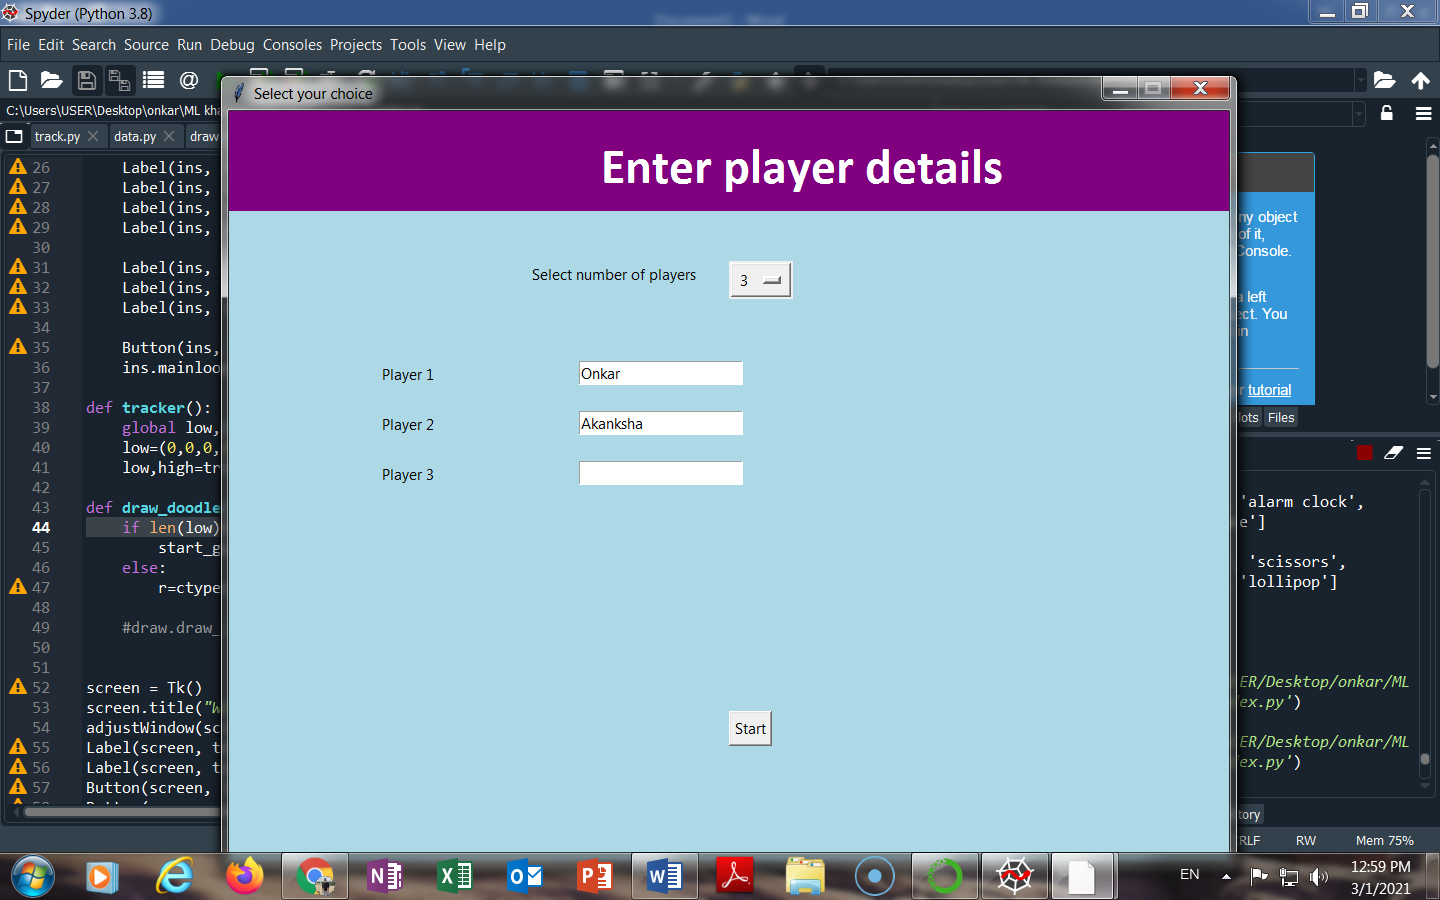 Spyder (Python 3.8)
File Edit Search Source Run Debug Consoles Projects Tools View Help
C:\Users\USER\Desktop\onkar\ML kha
track.py data.py draw
26 Label(ins,
27 Label(ins,
28 Label(ins,
29 Label(ins,
30
31 Label(ins,
32 Label(ins,
33 Label(ins,
34
35 Button(ins,
36 ins.mainloo
37
38 def tracker():
39 global low,
40 low=(0,0,0,
41 low,high=tr
42
43 def draw_doodle
44 if len(low)
45 start_g
46 else:
47 r=ctype
48
49 #draw.draw_
50
51
52 screen = Tk()
53 screen.title("W
54 adjustWindow(sc
55 Label(screen, t
56 Label(screen, t
57 Button(screen,
Select your choice
Enter player details
Select number of players 3
Player 1 Onkar
Player 2 Akanksha
Player 3
Start
ny object
of it,
Console.
a left
ect. You
in
r tutorial
lots Files
'alarm clock',
e']
'scissors',
'lollipop']
ER/Desktop/onkar/ML
ex.py')
ER/Desktop/onkar/ML
ex.py')
tory
RLF RW Mem 75%
EN
12:59 PM
3/1/2021